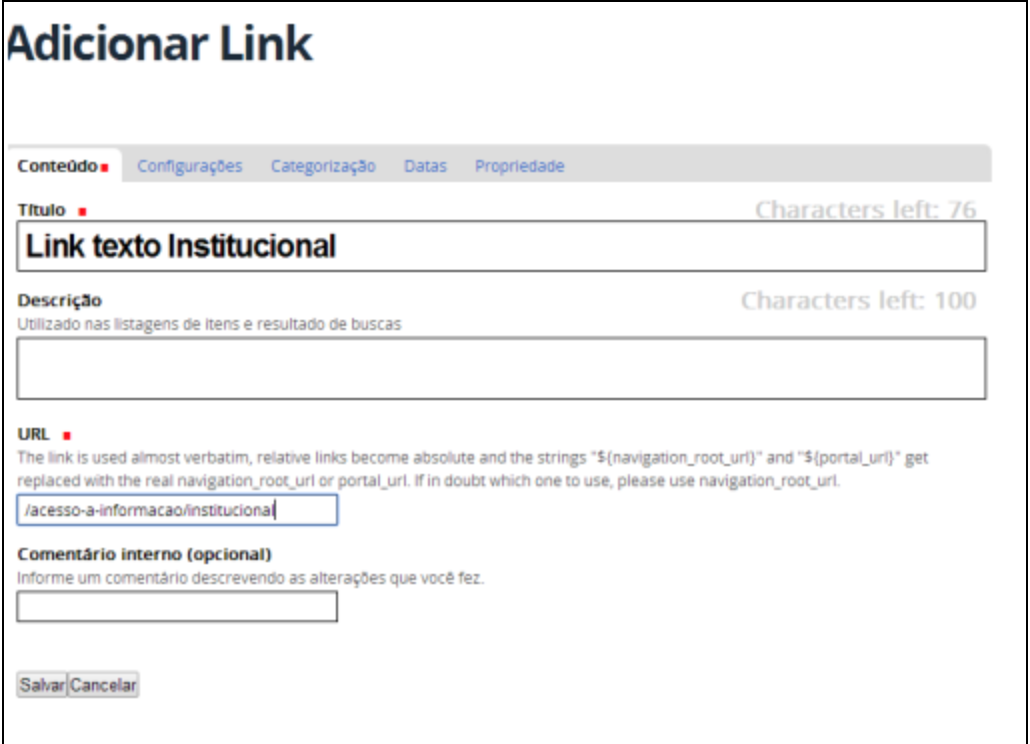 Adicionar Link
Conteúdo Configurações Categorização Datas Propriedade
Título Characters left: 76
Link texto Institucional
Descrição Characters left: 100
Utilizado nas listagens de itens e resultado de buscas
URL
The link is used almost verbatim, relative links become absolute and the strings "${navigation_root_url}" and "${portal_url}" get
replaced with the real navigation_root_url or portal_url. If in doubt which one to use, please use navigation_root_url.
/acesso-a-informacao/institucional
Comentário interno (opcional)
Informe um comentário descrevendo as alterações que você fez.
Salvar Cancelar